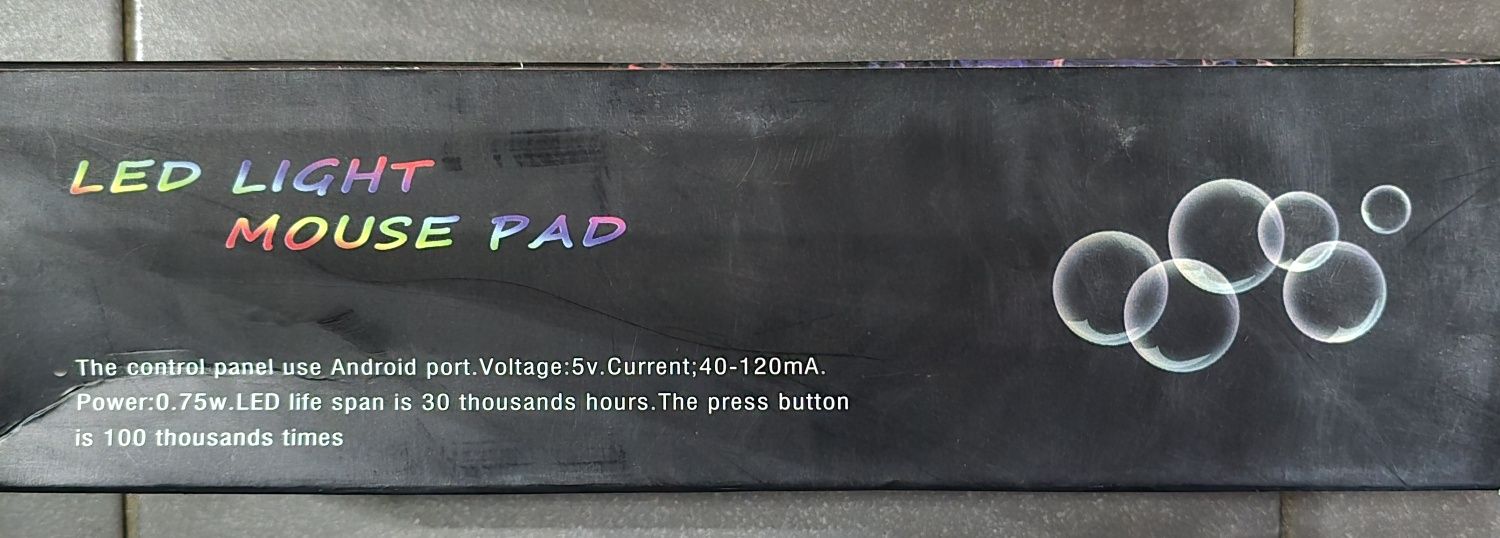 LED LIGHT
MOUSE PAD
The control panel use Android port.Voltage:5v.Current;40-120mA.
Power:0.75w.LED life span is 30 thousands hours.The press button
is 100 thousands times